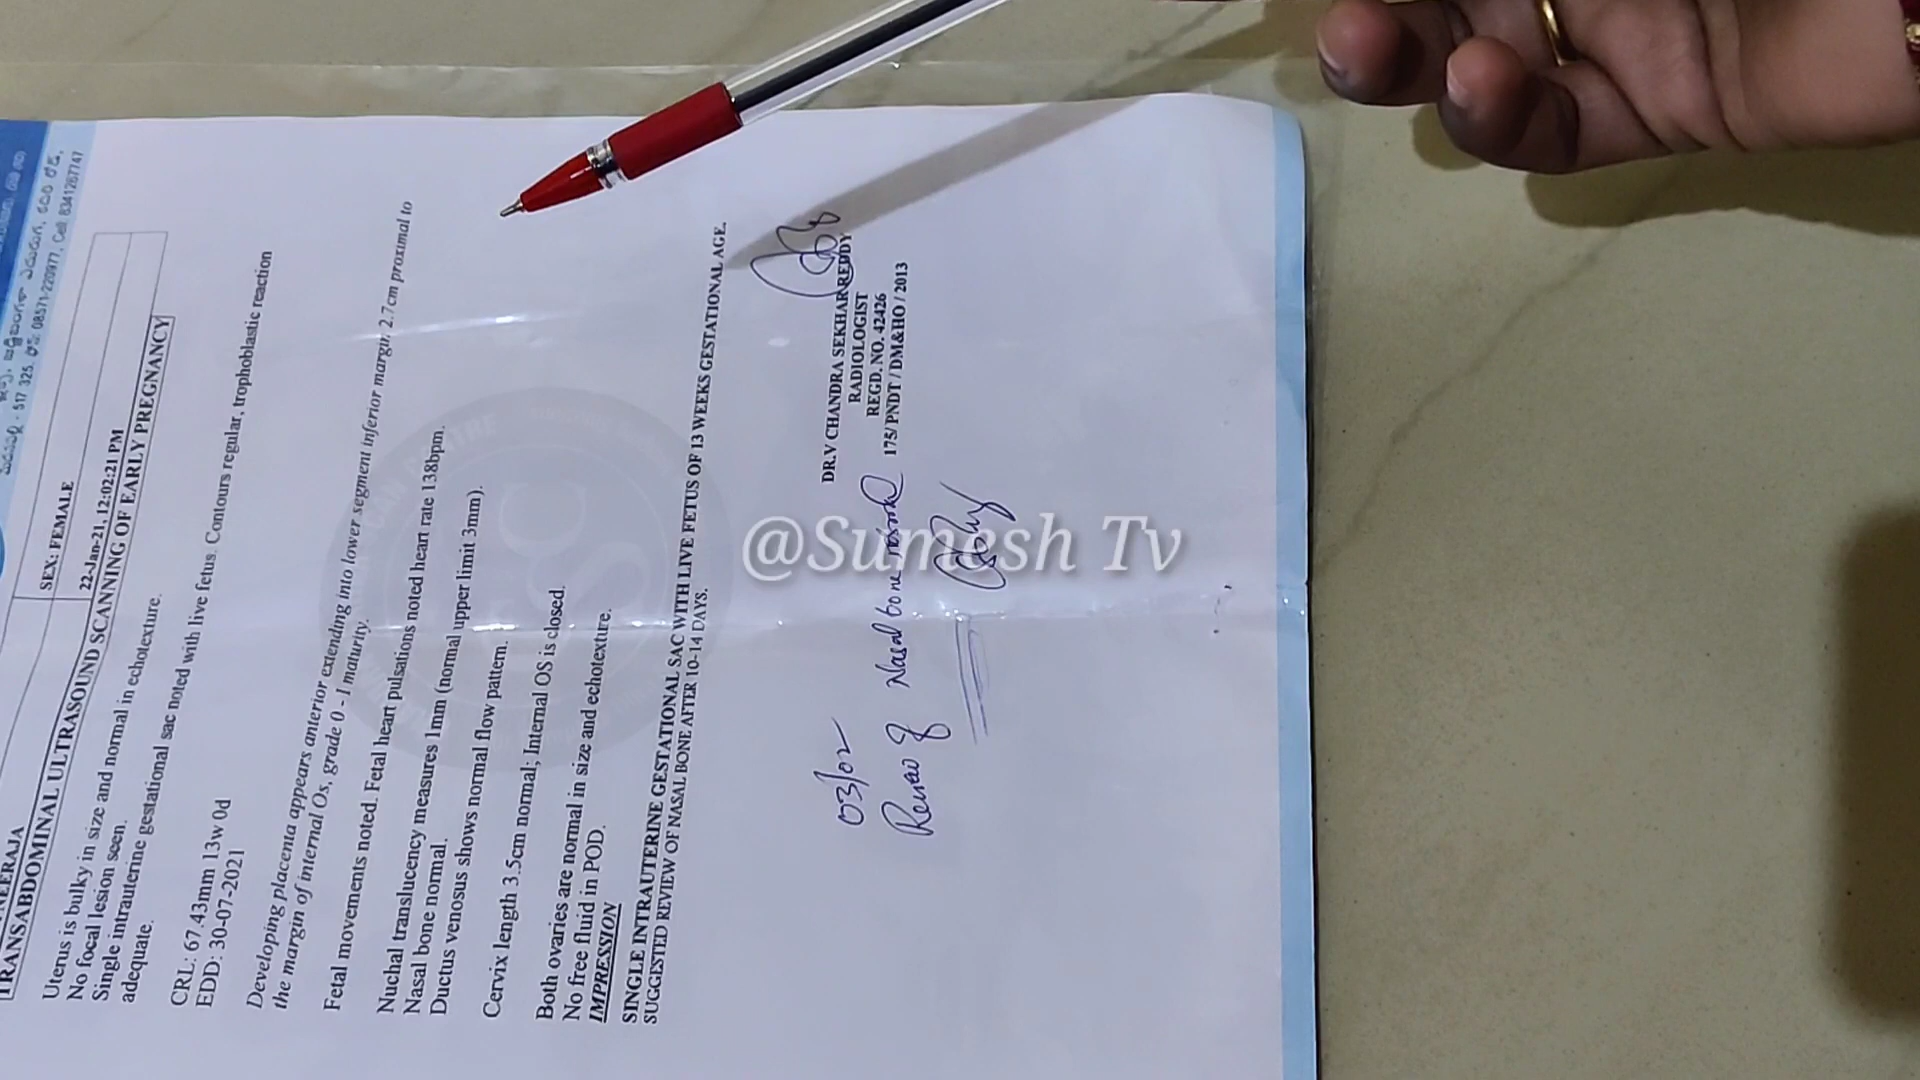 517 325. ఫోన్: 08571-220977, Cell: 8341267747
NEERAJA
SEX: FEMALE
22-Jan-21, 12:02:21 PM
TRANSABDOMINAL ULTRASOUND SCANNING OF EARLY PREGNANCY
Uterus is bulky in size and normal in echotexture.
No focal lesion seen.
Single intrauterine gestational sac noted with live fetus. Contours regular, trophoblastic reaction
adequate.
CRL: 67.43mm 13w 0d
EDD: 30-07-2021
Developing placenta appears anterior extending into lower segment inferior margin 2.7cm proximal to
the margin of internal Os, grade 0 - 1 maturity.
Fetal movements noted. Fetal heart pulsations noted heart rate 138bpm.
Nuchal translucency measures 1mm (normal upper limit 3mm).
Nasal bone normal.
Ductus venosus shows normal flow pattern.
Cervix length 3.5cm normal; Internal OS is closed.
Both ovaries are normal in size and echotexture.
No free fluid in POD.
IMPRESSION
SINGLE INTRAUTERINE GESTATIONAL SAC WITH LIVE FETUS OF 13 WEEKS GESTATIONAL AGE.
SUGGESTED REVIEW OF NASAL BONE AFTER 10-14 DAYS.
DR.V CHANDRA SEKHAR REDDY
RADIOLOGIST
REGD. NO. 42426
175/ PNDT / DM&HO / 2013
03/02
Review of Nasal bone
@Sumesh Tv